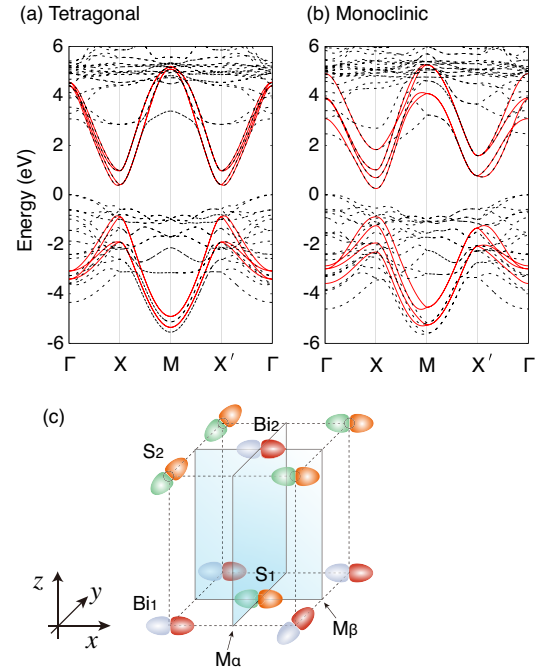 (a) Tetragonal
(b) Monoclinic
Energy (eV)
6
4
2
0
-2
-4
-6
Γ X M X′ Γ
6
4
2
0
-2
-4
-6
Γ X M X′ Γ
(c)
Bi2
S2
S1
Bi1
Mα
Mβ
z
y
x